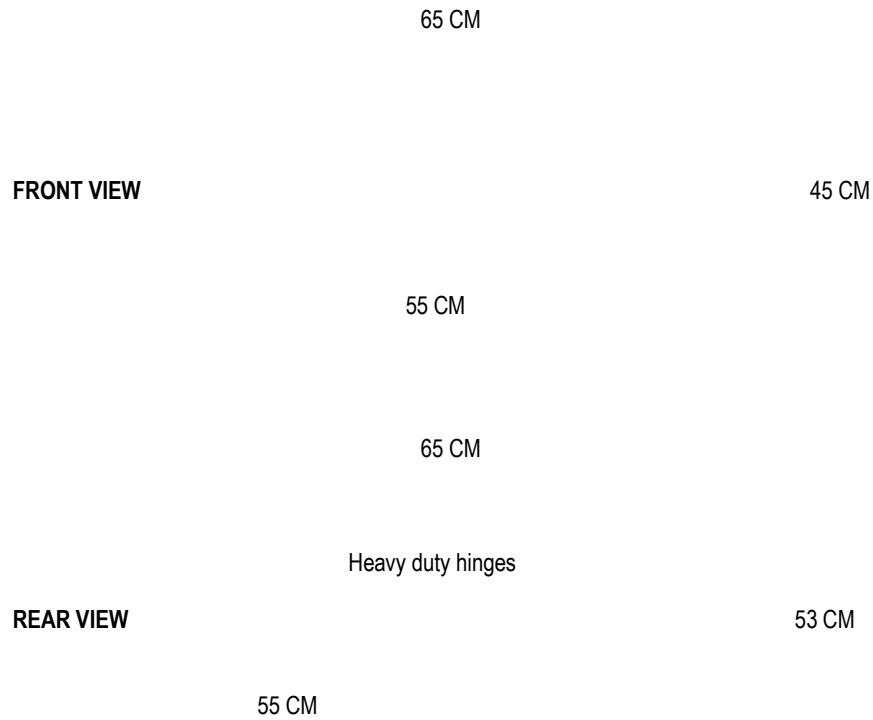 65 CM
FRONT VIEW 45 CM
55 CM
65 CM
Heavy duty hinges
REAR VIEW 53 CM
55 CM